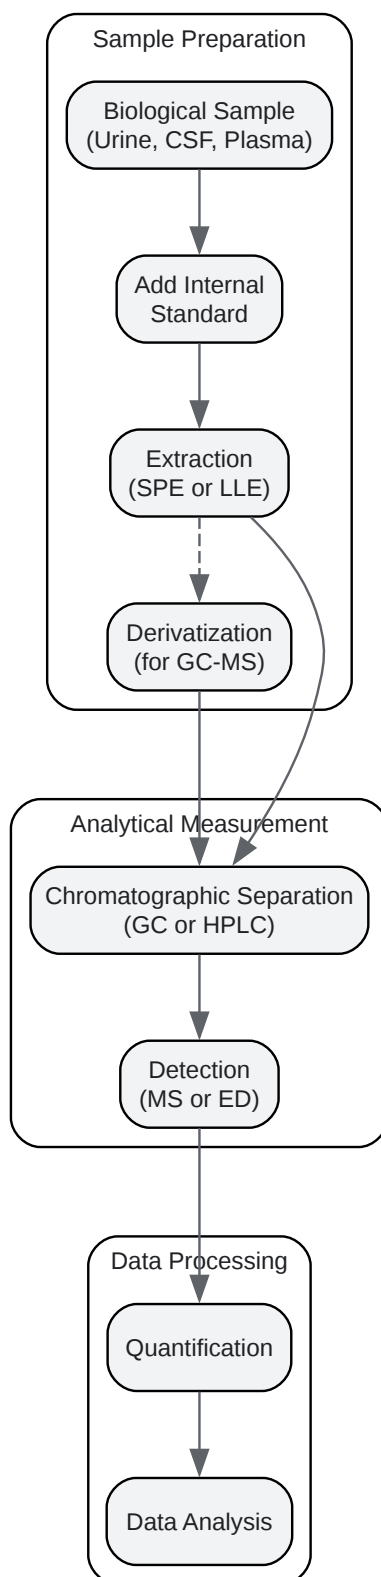 Sample Preparation
Biological Sample
(Urine, CSF, Plasma)
Add Internal
Standard
Extraction
(SPE or LLE)
Derivatization
(for GC-MS)
Analytical Measurement
Chromatographic Separation
(GC or HPLC)
Detection
(MS or ED)
Data Processing
Quantification
Data Analysis